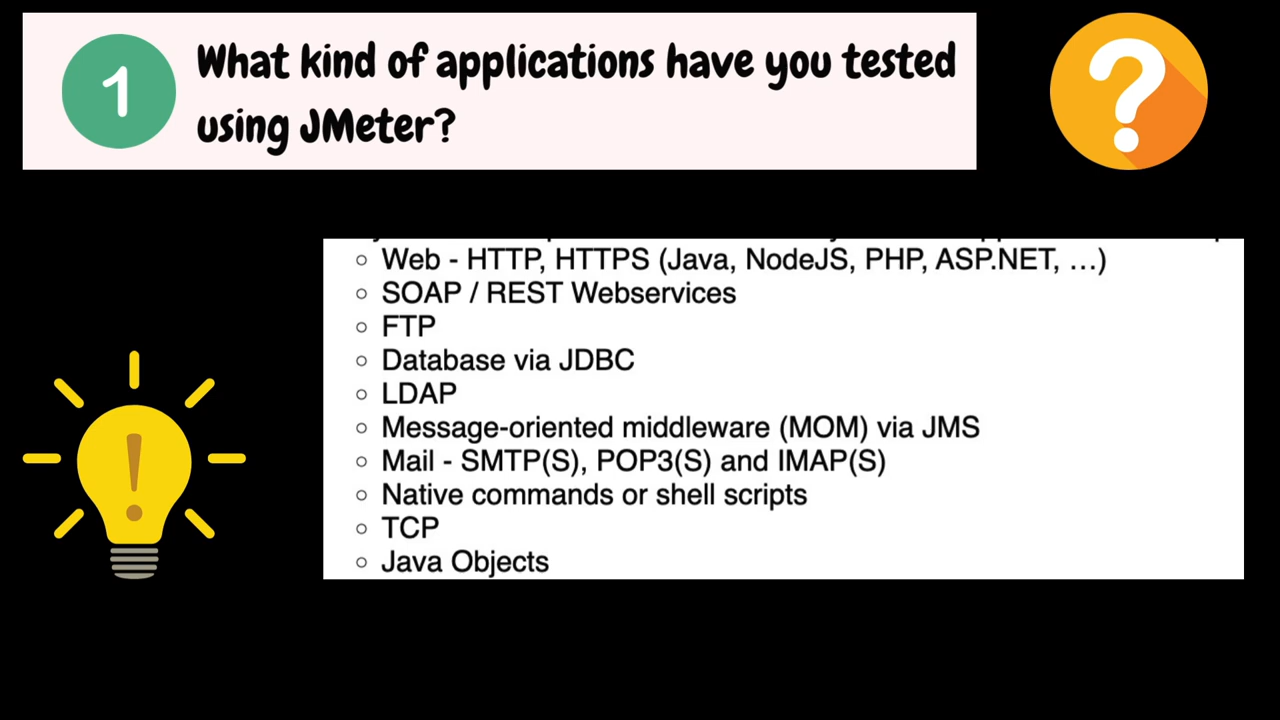 1
What kind of applications have you tested
using JMeter?
?
○ Web - HTTP, HTTPS (Java, NodeJS, PHP, ASP.NET, …)
○ SOAP / REST Webservices
○ FTP
○ Database via JDBC
○ LDAP
○ Message-oriented middleware (MOM) via JMS
○ Mail - SMTP(S), POP3(S) and IMAP(S)
○ Native commands or shell scripts
○ TCP
○ Java Objects
!